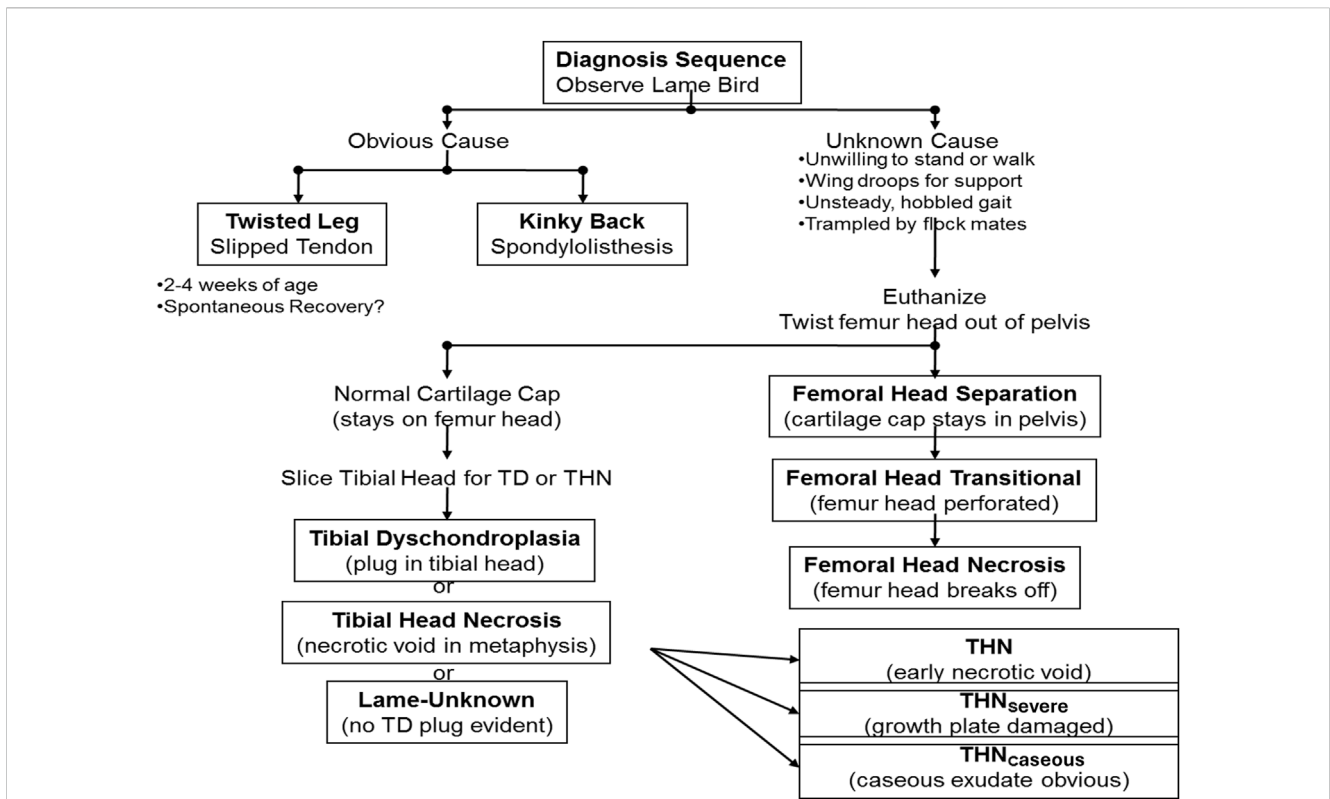 Diagnosis Sequence
Observe Lame Bird
Obvious Cause
Unknown Cause
•Unwilling to stand or walk
•Wing droops for support
•Unsteady, hobbled gait
•Trampled by flock mates
Twisted Leg
Slipped Tendon
Kinky Back
Spondylolisthesis
•2-4 weeks of age
•Spontaneous Recovery?
Euthanize
Twist femur head out of pelvis
Normal Cartilage Cap
(stays on femur head)
Slice Tibial Head for TD or THN
Tibial Dyschondroplasia
(plug in tibial head)
or
Tibial Head Necrosis
(necrotic void in metaphysis)
or
Lame-Unknown
(no TD plug evident)
Femoral Head Separation
(cartilage cap stays in pelvis)
Femoral Head Transitional
(femur head perforated)
Femoral Head Necrosis
(femur head breaks off)
THN
(early necrotic void)
THNsevere
(growth plate damaged)
THNcaseous
(caseous exudate obvious)